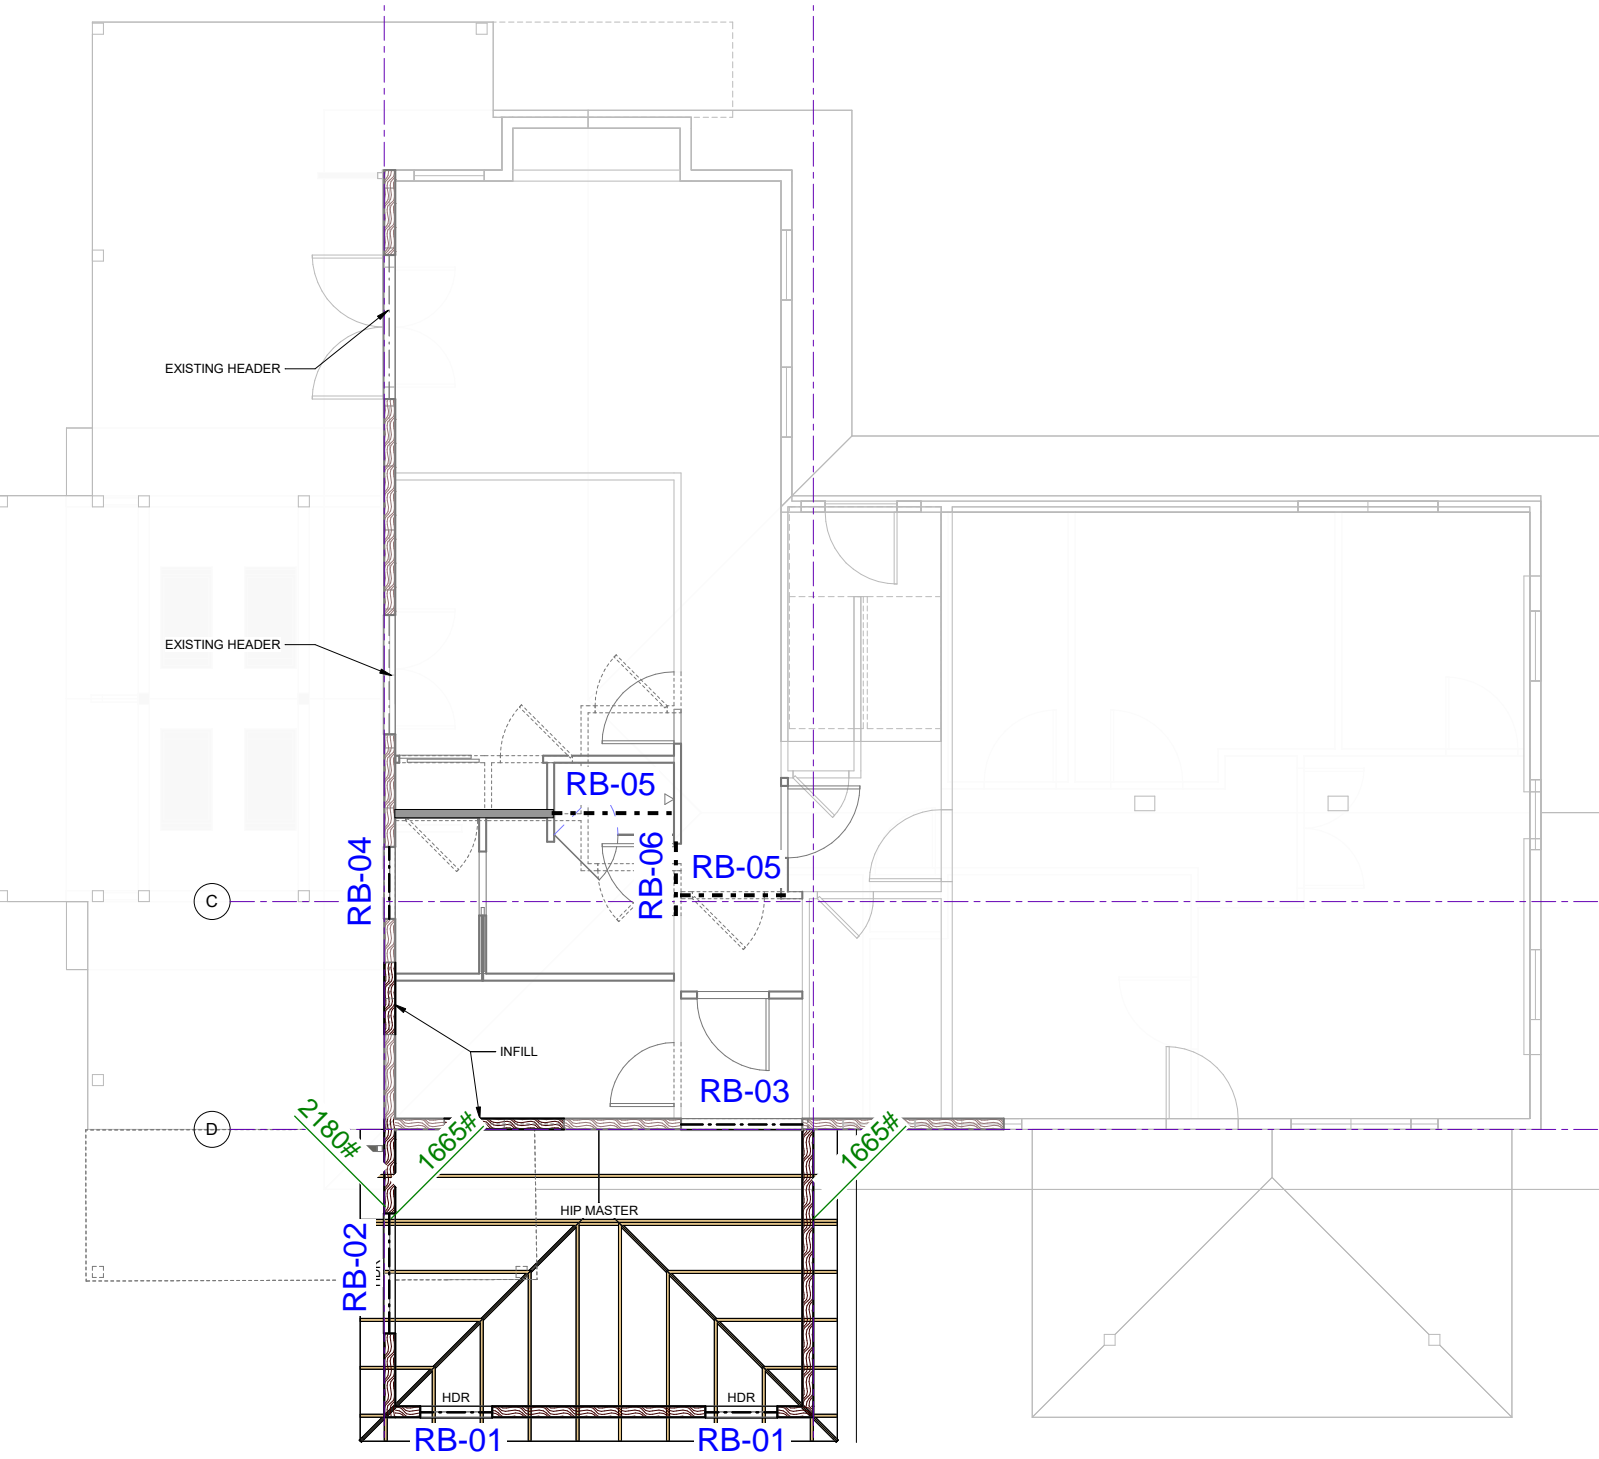 EXISTING HEADER
EXISTING HEADER
RB-05
RB-04
RB-06
RB-05
C
INFILL
RB-03
D
2180#
1665#
1665#
HIP MASTER
RB-02
HDR
HDR
RB-01
RB-01